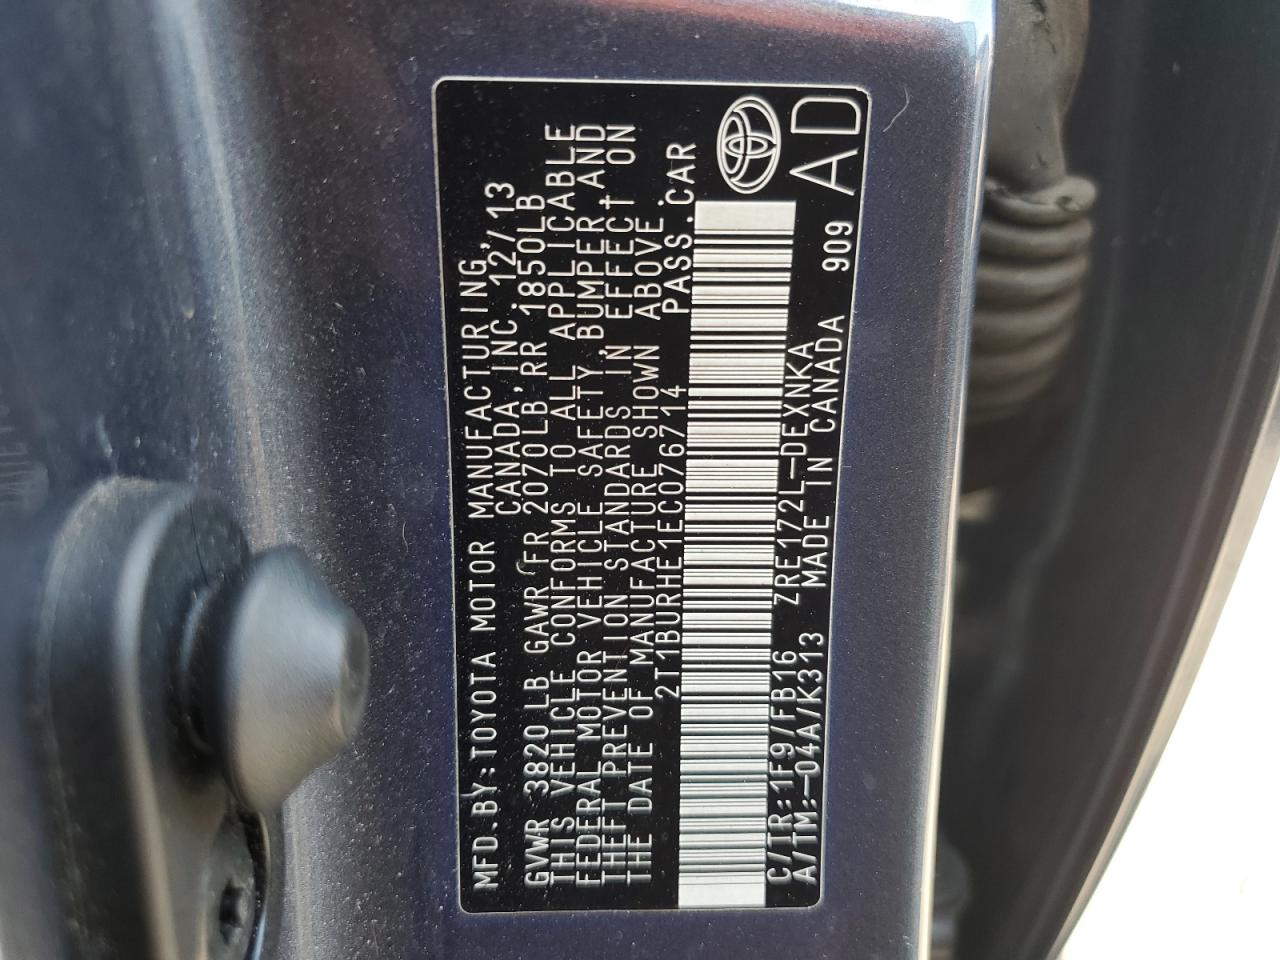 MFD.BY:TOYOTA MOTOR MANUFACTURING,
CANADA,INC. 12/13
GVWR 3820 LB GAWR FR 2070LB,RR 1850LB
THIS VEHICLE CONFORMS TO ALL APPLICABLE
FEDERAL MOTOR VEHICLE SAFETY, BUMPER, AND
THEFT PREVENTION STANDARDS IN EFFECT ON
THE DATE OF MANUFACTURE SHOWN ABOVE.
2T1BURHE1EC076714 PASS.CAR
C/TR:1F9/FB16 ZRE172L-DEXNKA
A/TM:-04A/K313 MADE IN CANADA 909
AD